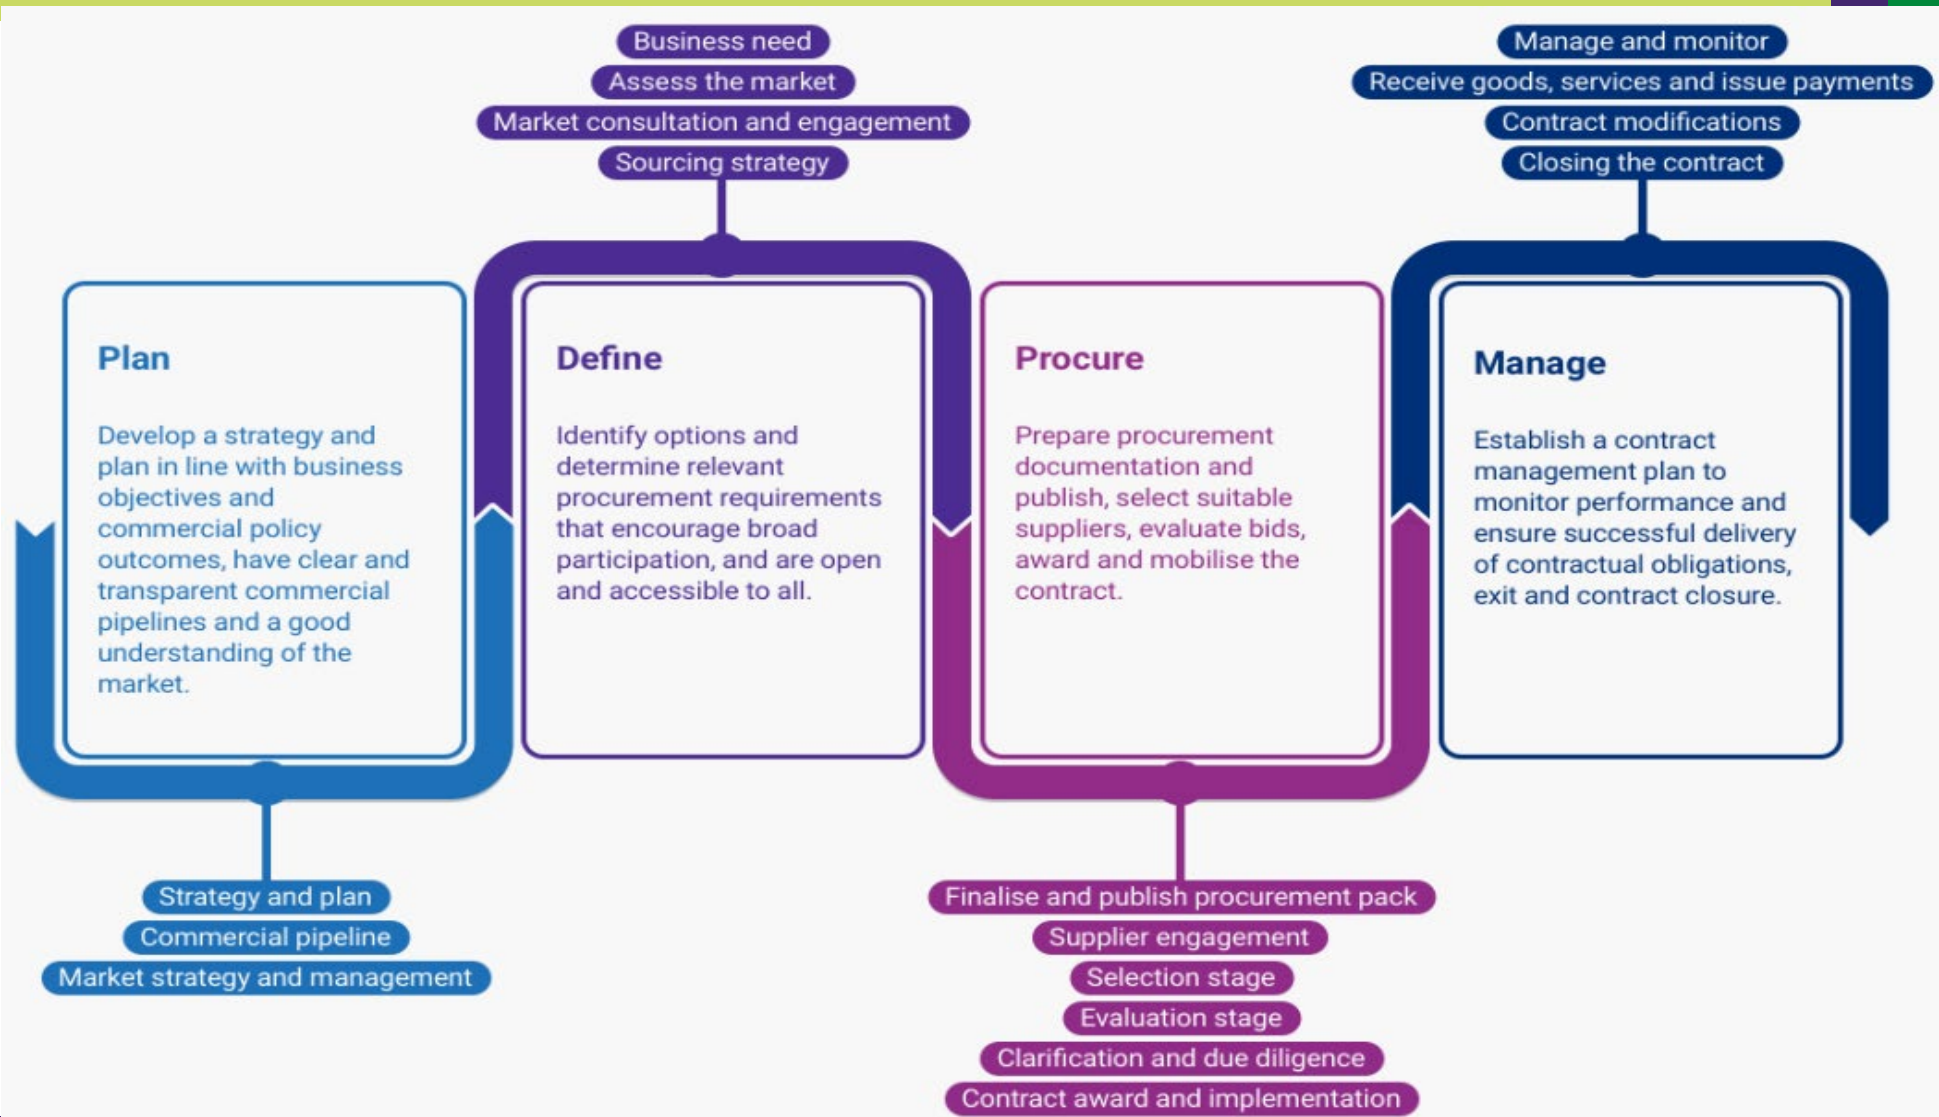 Business need
Assess the market
Market consultation and engagement
Sourcing strategy
Manage and monitor
Receive goods, services and issue payments
Contract modifications
Closing the contract
Plan
Develop a strategy and
plan in line with business
objectives and
commercial policy
outcomes, have clear and
transparent commercial
pipelines and a good
understanding of the
market.
Define
Identify options and
determine relevant
procurement requirements
that encourage broad
participation, and are open
and accessible to all.
Procure
Prepare procurement
documentation and
publish, select suitable
suppliers, evaluate bids,
award and mobilise the
contract.
Manage
Establish a contract
management plan to
monitor performance and
ensure successful delivery
of contractual obligations,
exit and contract closure.
Strategy and plan
Commercial pipeline
Market strategy and management
Finalise and publish procurement pack
Supplier engagement
Selection stage
Evaluation stage
Clarification and due diligence
Contract award and implementation